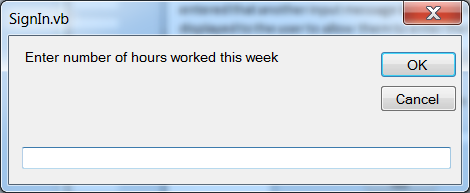 SignIn.vb
Enter number of hours worked this week
OK
Cancel